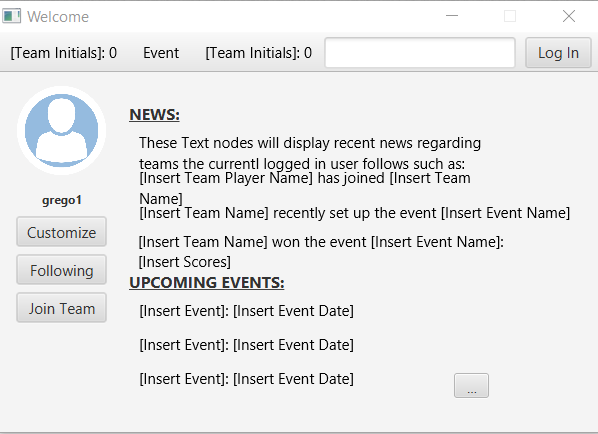 Welcome
[Team Initials]: 0 Event [Team Initials]: 0 Log In
NEWS:
These Text nodes will display recent news regarding
teams the currentl logged in user follows such as:
[Insert Team Player Name] has joined [Insert Team
Name]
[Insert Team Name] recently set up the event [Insert Event Name]
[Insert Team Name] won the event [Insert Event Name]:
[Insert Scores]
UPCOMING EVENTS:
[Insert Event]: [Insert Event Date]
[Insert Event]: [Insert Event Date]
[Insert Event]: [Insert Event Date]
...
grego1
Customize
Following
Join Team